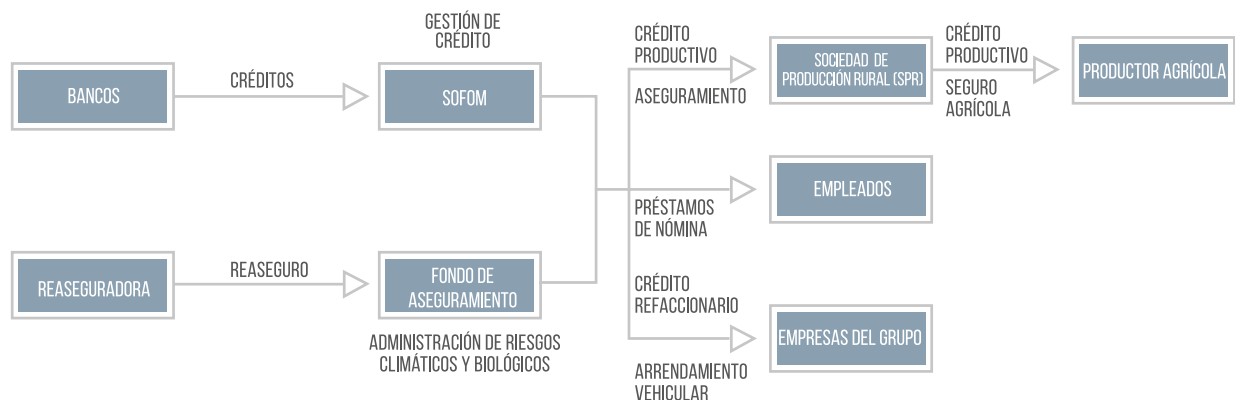 GESTIÓN DE
CRÉDITO
BANCOS
CRÉDITOS
SOFOM
REASEGURADORA
REASEGURO
FONDO DE
ASEGURAMIENTO
ADMINISTRACIÓN DE RIESGOS
CLIMÁTICOS Y BIOLÓGICOS
CRÉDITO
PRODUCTIVO
ASEGURAMIENTO
SOCIEDAD DE
PRODUCCIÓN RURAL (SPR)
CRÉDITO
PRODUCTIVO
SEGURO
AGRÍCOLA
PRODUCTOR AGRÍCOLA
PRÉSTAMOS
DE NÓMINA
EMPLEADOS
CRÉDITO
REFACCIONARIO
ARRENDAMIENTO
VEHICULAR
EMPRESAS DEL GRUPO